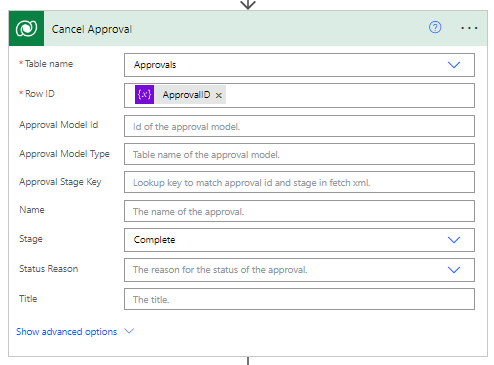 Cancel Approval
* Table name Approvals
* Row ID {x} ApprovalID ×
Approval Model Id Id of the approval model.
Approval Model Type Table name of the approval model.
Approval Stage Key Lookup key to match approval id and stage in fetch xml.
Name The name of the approval.
Stage Complete
Status Reason The reason for the status of the approval.
Title The title.
Show advanced options